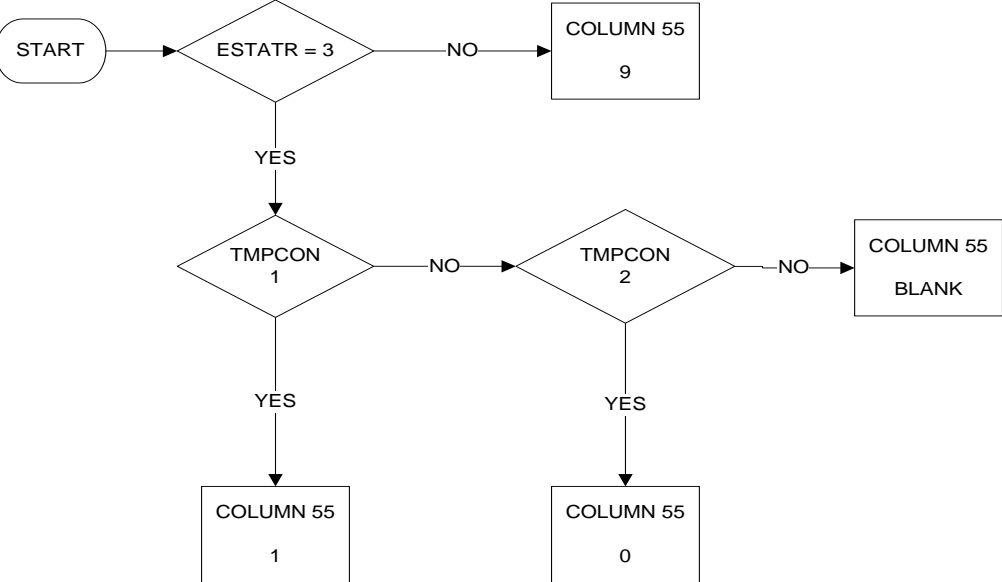 START
ESTATR = 3
NO
COLUMN 55
9
YES
TMPCON
1
NO
TMPCON
2
NO
COLUMN 55
BLANK
YES
YES
COLUMN 55
1
COLUMN 55
0